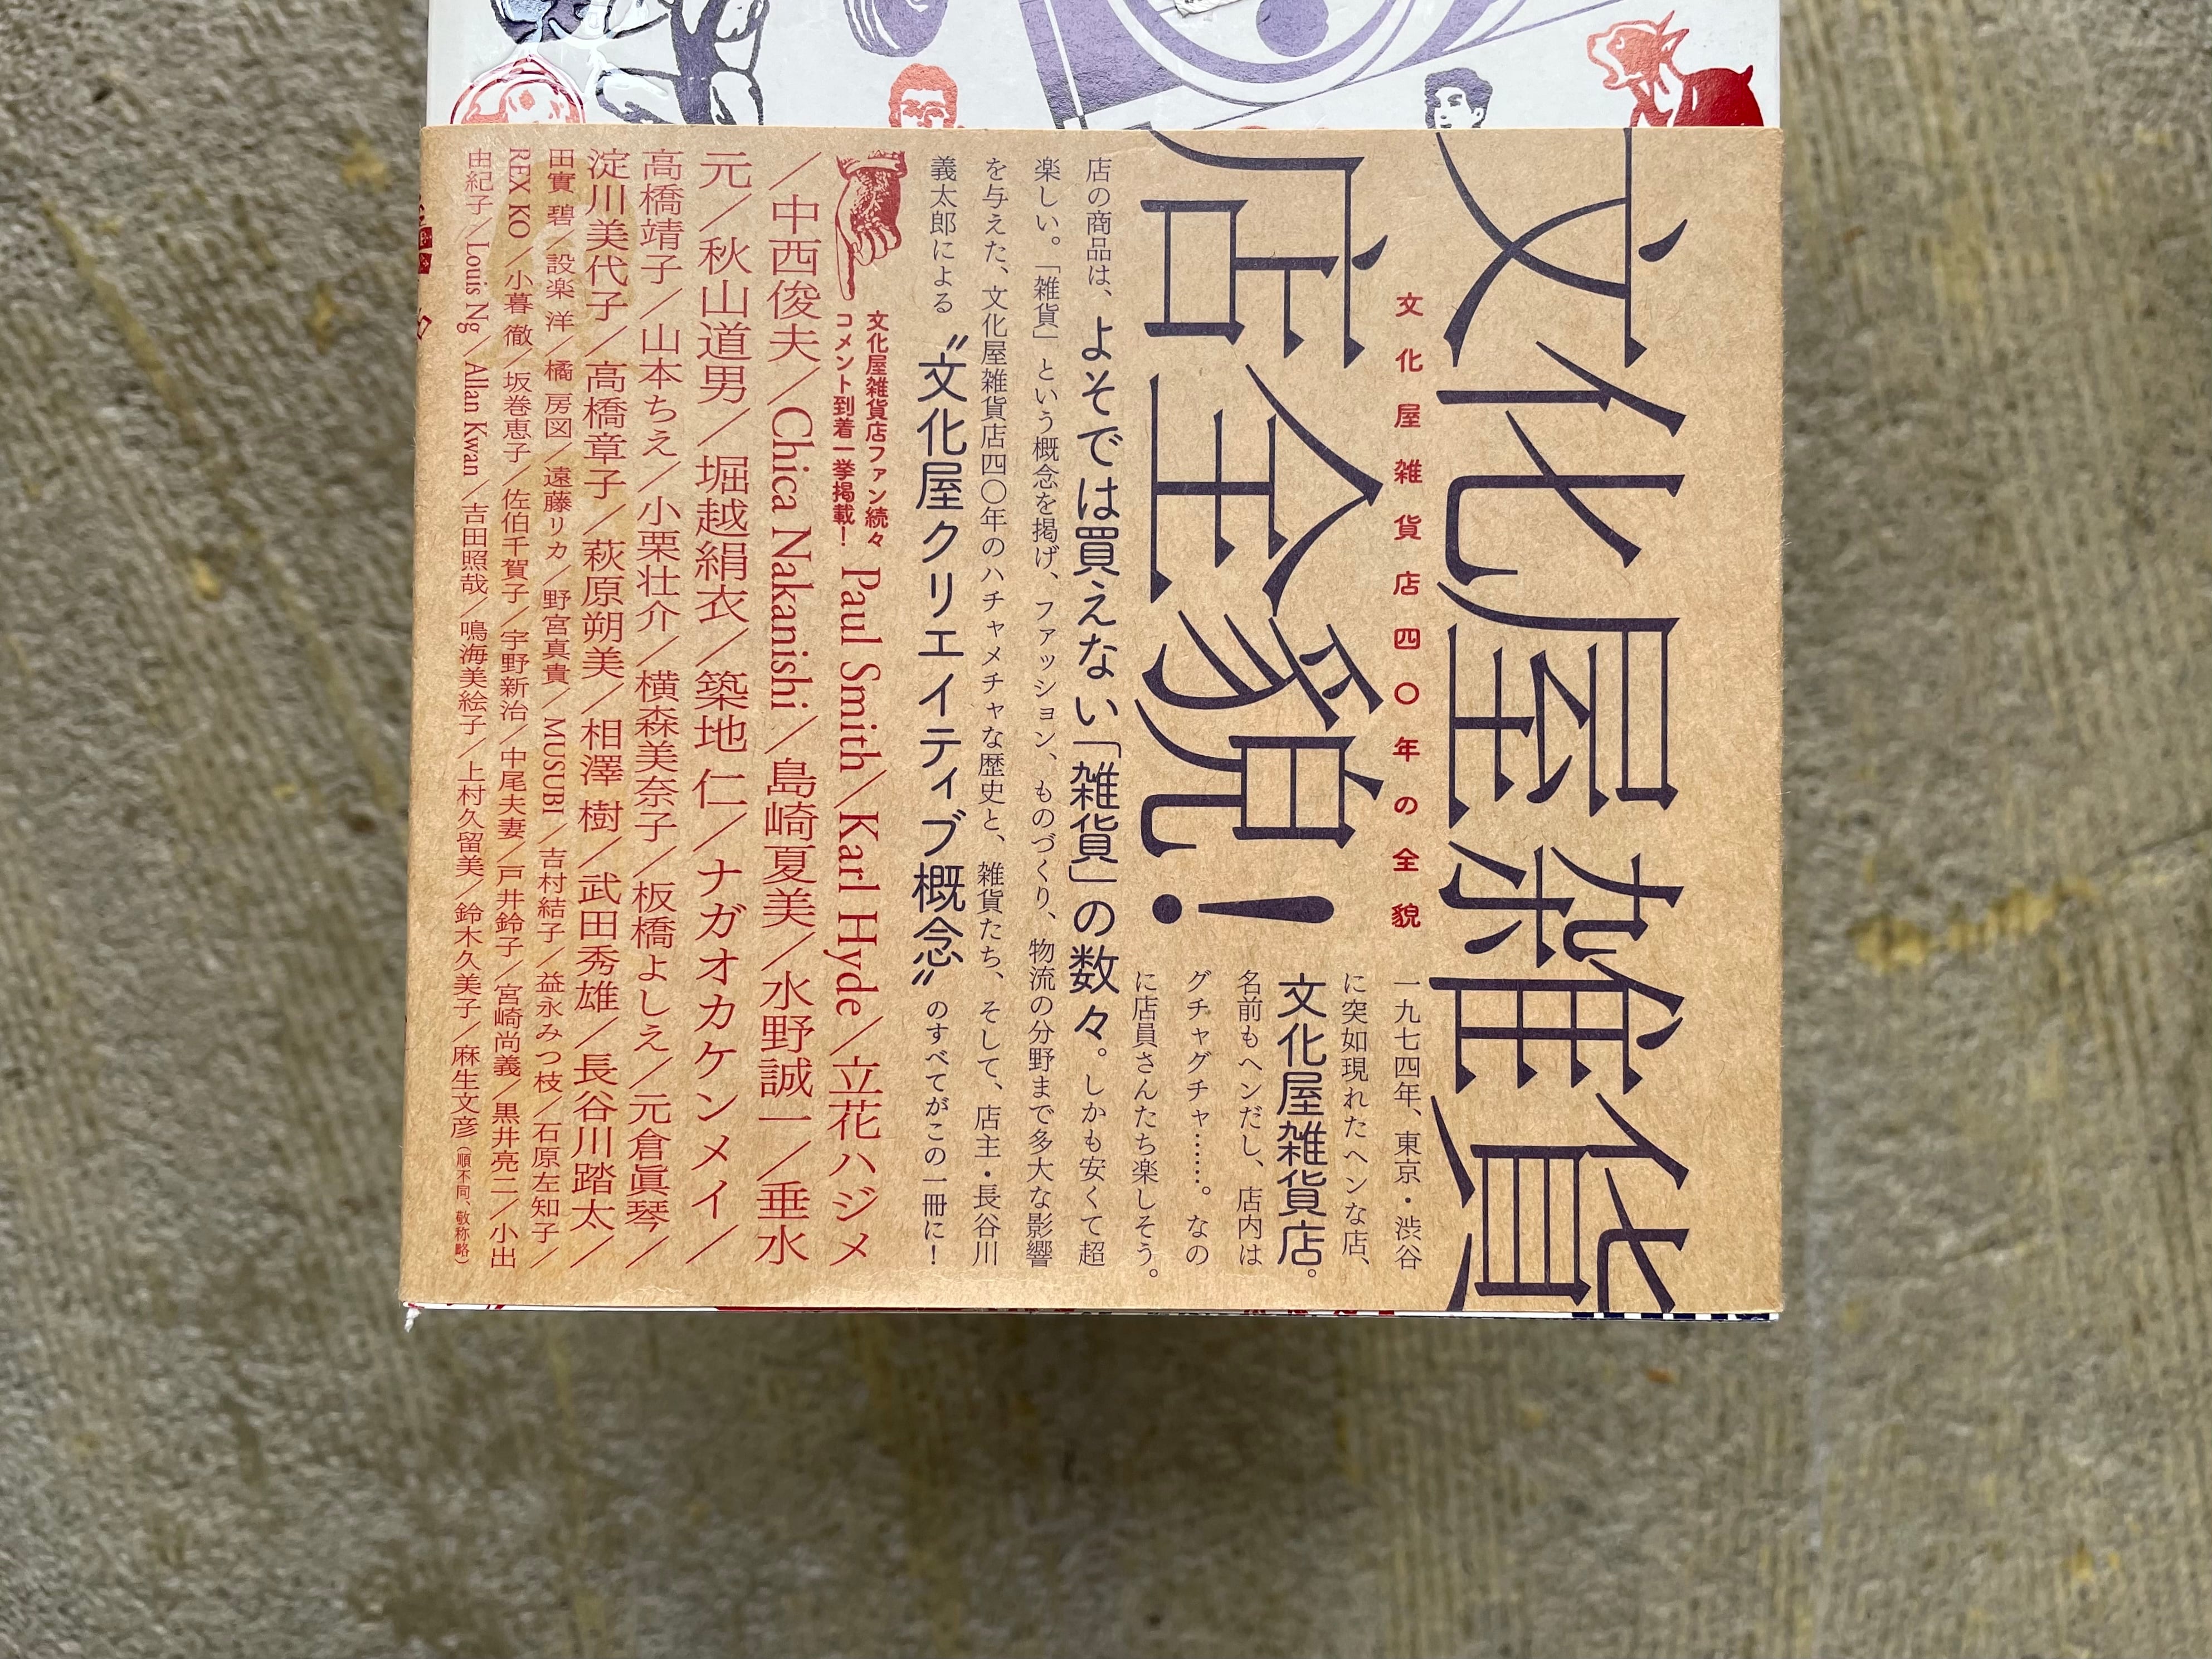 文化屋雑貨
店全貌!
文化屋雑貨店四〇年の全貌
一九七四年、東京・渋谷
に突如現れたヘンな店、
文化屋雑貨店。
名前もヘンだし、店内は
グチャグチャ……。なの
に店員さんたち楽しそう。
店の商品は、よそでは買えない「雑貨」の数々。しかも安くて超
楽しい。「雑貨」という概念を掲げ、ファッション、ものづくり、物流の分野まで多大な影響
を与えた、文化屋雑貨店四〇年のハチャメチャな歴史と、雑貨たち、そして、店主・長谷川
義太郎による〝文化屋クリエイティブ概念〟のすべてがこの一冊に!
文化屋雑貨店ファン続々
コメント到着一挙掲載!
Paul Smith/Karl Hyde/立花ハジメ
/中西俊夫/Chica Nakanishi/島崎夏美/水野誠一/垂水
元/秋山道男/堀越絹衣/築地 仁/ナガオカケンメイ/
高橋靖子/山本ちえ/小栗壮介/横森美奈子/板橋よしえ/元倉眞琴/
淀川美代子/高橋章子/萩原朔美/相澤 樹/武田秀雄/長谷川踏太/
田實 碧/設楽 洋/橘 房図/遠藤リカ/野宮真貴/MUSUBI/吉村結子/益永みつ枝/石原左知子/
REX KO/小暮 徹/坂巻恵子/佐伯千賀子/宇野新治/中尾夫妻/戸井鈴子/宮崎尚義/黒井亮二/小出
由紀子/Louis Ng/Allan Kwan/吉田照哉/鳴海美絵子/上村久留美/鈴木久美子/麻生文彦(順不同、敬称略)